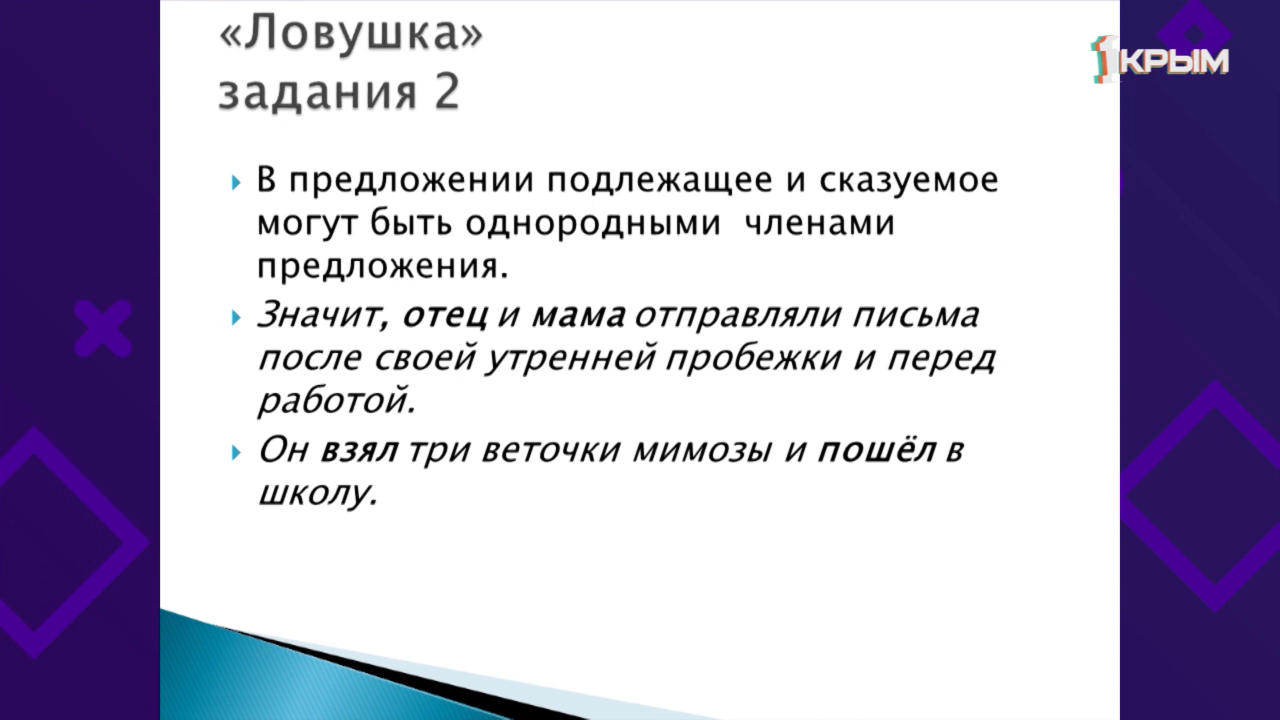 «Ловушка»
задания 2
1КРЫМ
В предложении подлежащее и сказуемое
могут быть однородными членами
предложения.
Значит, отец и мама отправляли письма
после своей утренней пробежки и перед
работой.
Он взял три веточки мимозы и пошёл в
школу.